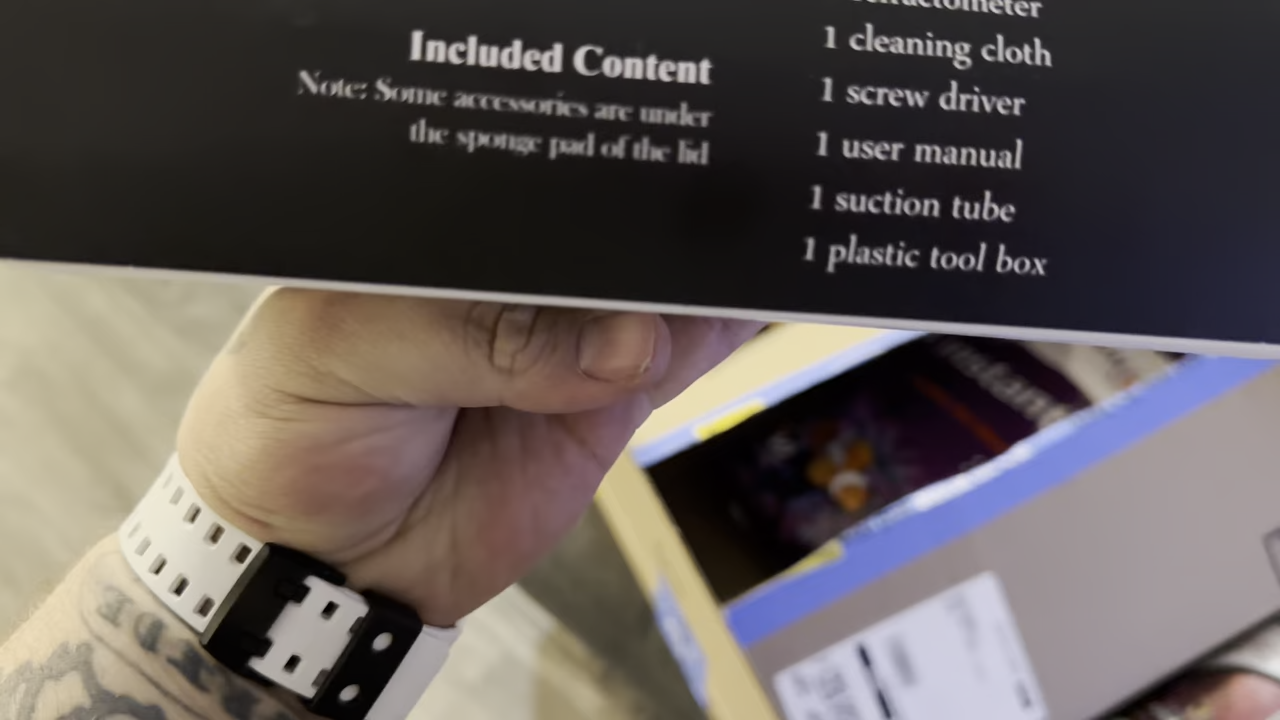 Included Content
Note: Some accessories are under
the sponge pad of the lid
1 cleaning cloth
1 screw driver
1 user manual
1 suction tube
1 plastic tool box